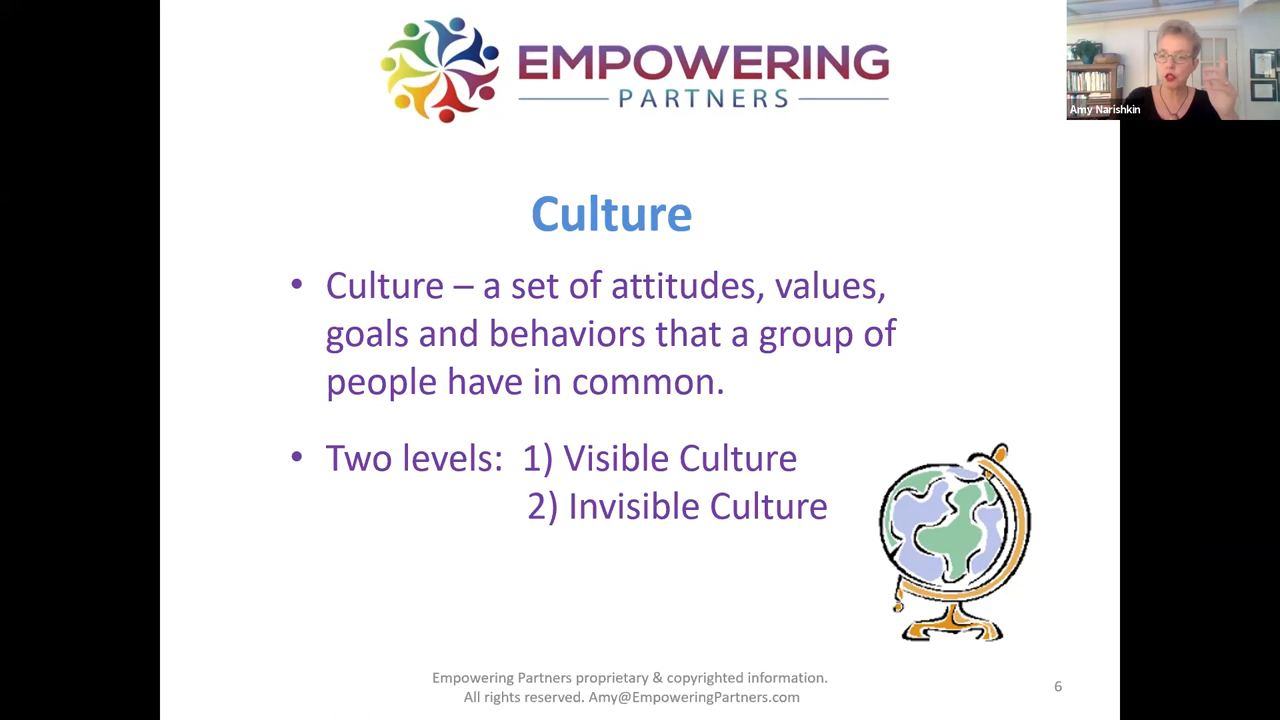 EMPOWERING
PARTNERS
Amy Narishkin
Culture
• Culture – a set of attitudes, values,
goals and behaviors that a group of
people have in common.
• Two levels: 1) Visible Culture
2) Invisible Culture
Empowering Partners proprietary & copyrighted information.
All rights reserved. Amy@EmpoweringPartners.com
6